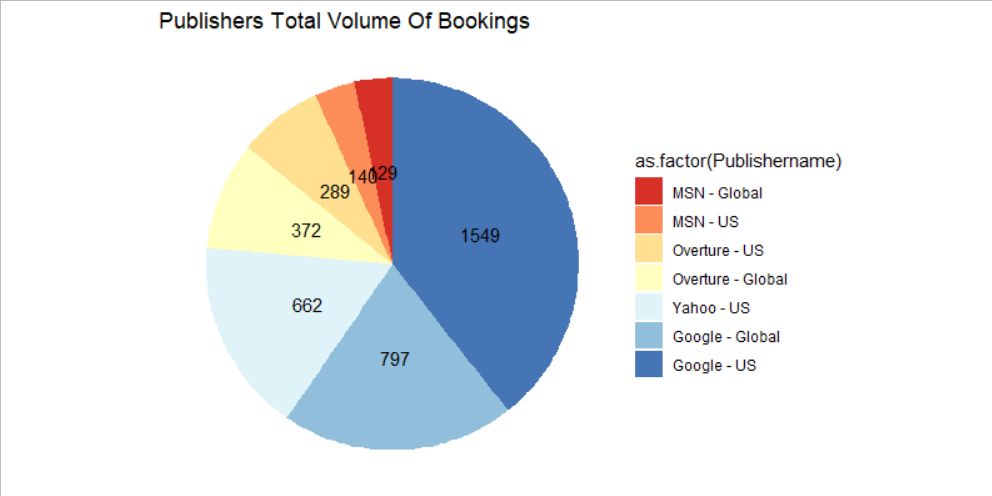 Publishers Total Volume Of Bookings
140
129
289
372
1549
662
797
as.factor(Publishername)
MSN - Global
MSN - US
Overture - US
Overture - Global
Yahoo - US
Google - Global
Google - US